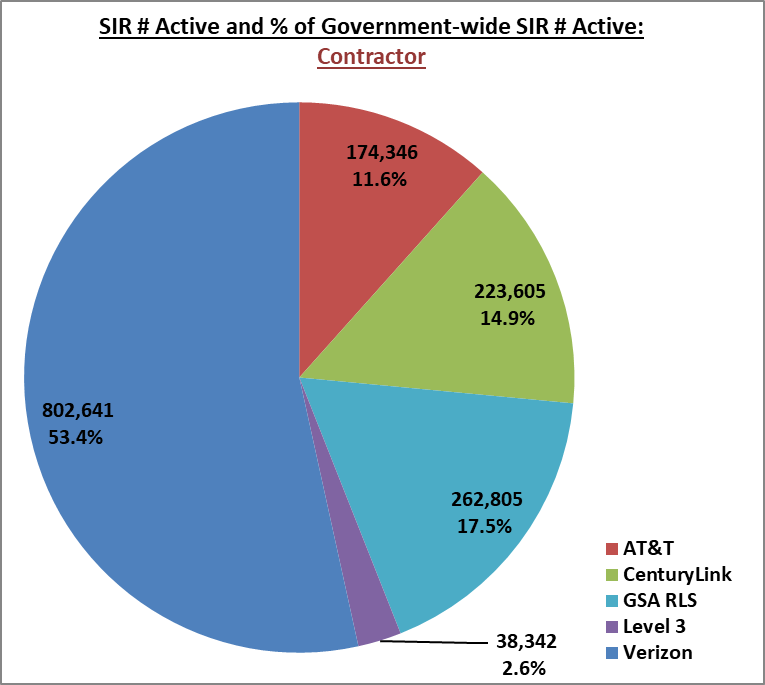 SIR # Active and % of Government-wide SIR # Active:
Contractor
174,346
11.6%
223,605
14.9%
802,641
53.4%
262,805
17.5%
38,342
2.6%
AT&T
CenturyLink
GSA RLS
Level 3
Verizon